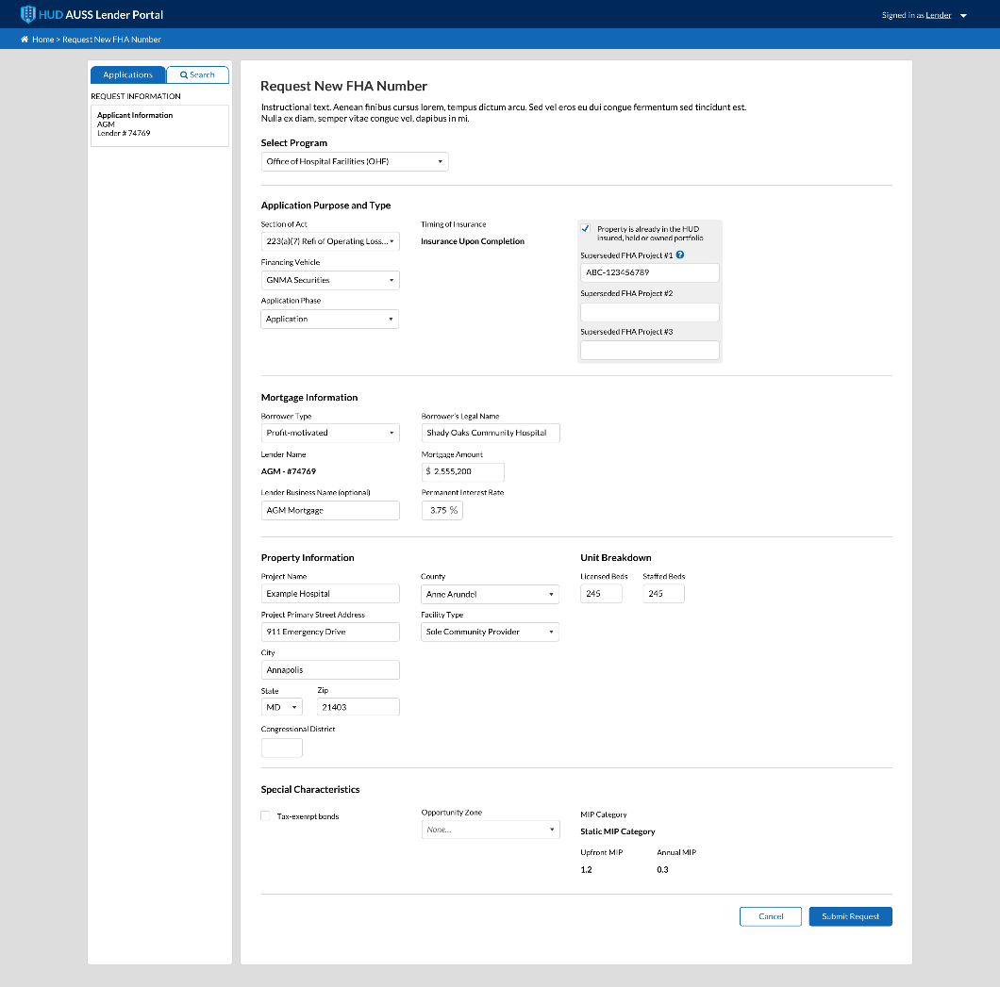 HUD AUSS Lender Portal
Signed in as Lender
Home > Request New FHA Number
Applications
Search
REQUEST INFORMATION
Applicant Information
AGM
Lender # 74769
Request New FHA Number
Instructional text. Aenean finibus cursus lorem, tempus dictum arcu. Sed vel eros eu dui congue fermentum sed tincidunt est.
Nulla ex diam, semper vitae congue vel, dapibus in mi.
Select Program
Office of Hospital Facilities (OHF)
Application Purpose and Type
Section of Act
223(a)(7) Refi of Operating Loss...
Financing Vehicle
GNMA Securities
Application Phase
Application
Timing of Insurance
Insurance Upon Completion
Property is already in the HUD
insured, held or owned portfolio
Superseded FHA Project #1 ?
ABC-123456789
Superseded FHA Project #2
Superseded FHA Project #3
Mortgage Information
Borrower Type
Profit-motivated
Borrower's Legal Name
Shady Oaks Community Hospital
Lender Name
AGM - #74769
Mortgage Amount
$ 2,555,200
Lender Business Name (optional)
AGM Mortgage
Permanent Interest Rate
3.75 %
Property Information
Project Name
Example Hospital
Project Primary Street Address
911 Emergency Drive
City
Annapolis
State
MD
Zip
21403
Congressional District
County
Anne Arundel
Facility Type
Sole Community Provider
Unit Breakdown
Licensed Beds
245
Staffed Beds
245
Special Characteristics
Tax-exempt bonds
Opportunity Zone
None...
MIP Category
Static MIP Category
Upfront MIP
1.2
Annual MIP
0.3
Cancel
Submit Request